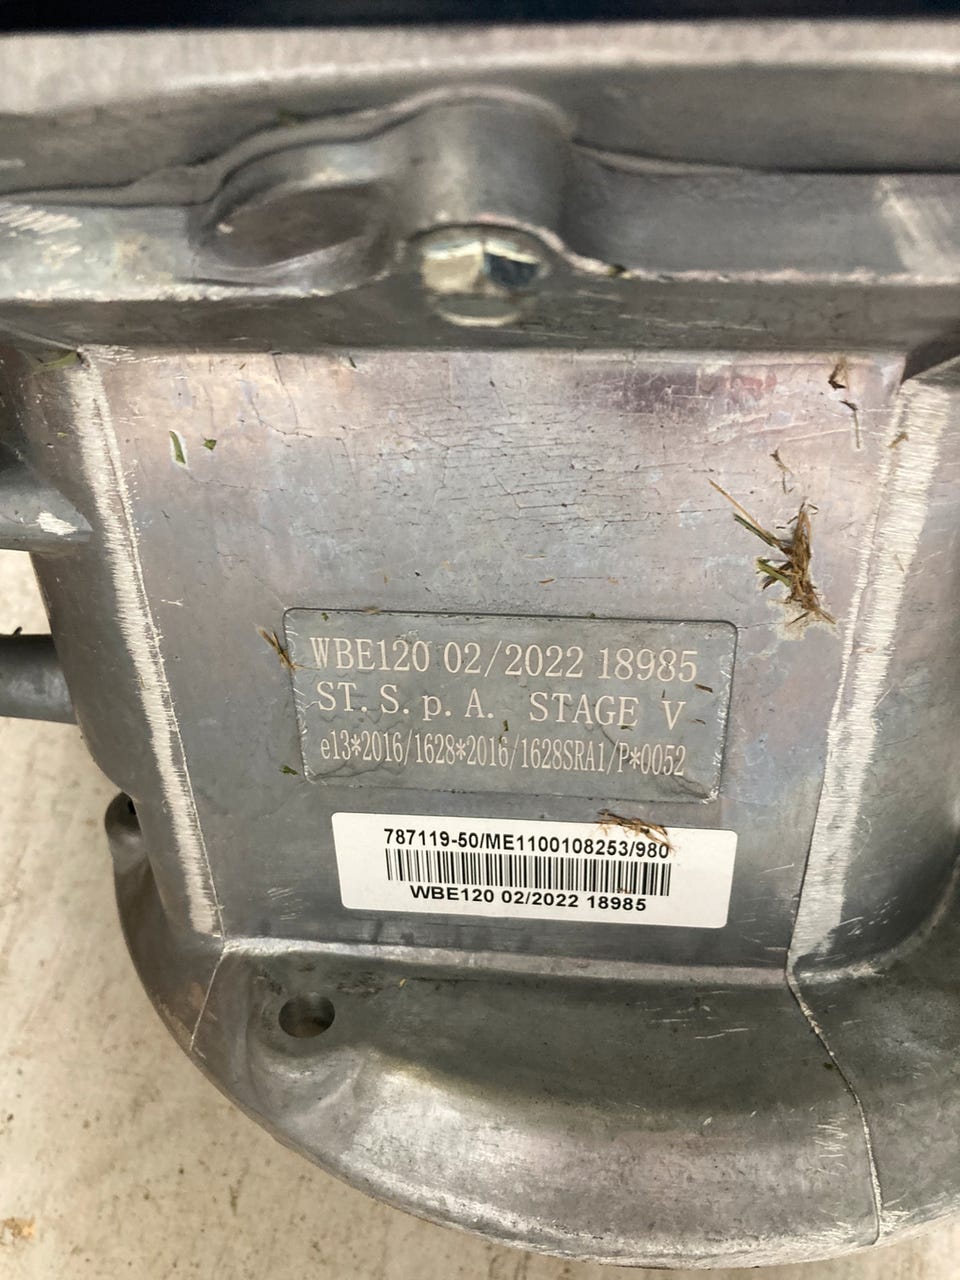 WBE120 02/2022 18985
ST. S. p. A. STAGE V
e13*2016/1628*2016/1628SRA1/P*0052
787119-50/ME1100108253/980
WBE120 02/2022 18985